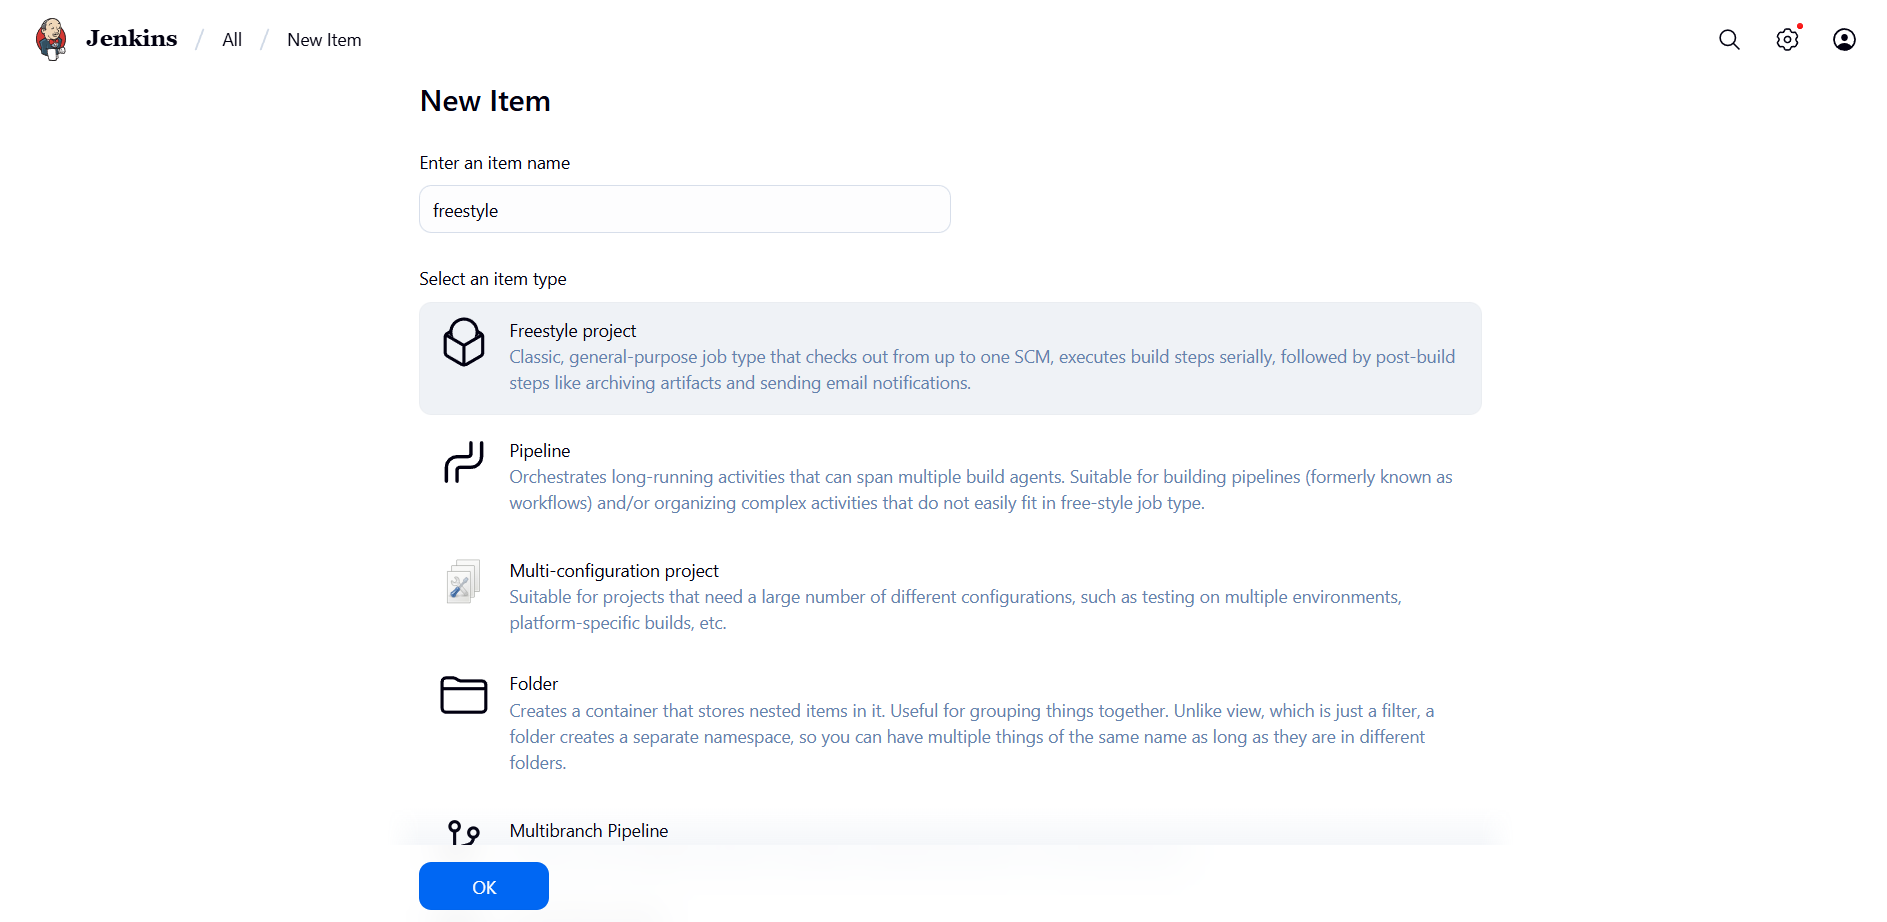 Jenkins / All / New Item
New Item
Enter an item name
freestyle
Select an item type
Freestyle project
Classic, general-purpose job type that checks out from up to one SCM, executes build steps serially, followed by post-build
steps like archiving artifacts and sending email notifications.
Pipeline
Orchestrates long-running activities that can span multiple build agents. Suitable for building pipelines (formerly known as
workflows) and/or organizing complex activities that do not easily fit in free-style job type.
Multi-configuration project
Suitable for projects that need a large number of different configurations, such as testing on multiple environments,
platform-specific builds, etc.
Folder
Creates a container that stores nested items in it. Useful for grouping things together. Unlike view, which is just a filter, a
folder creates a separate namespace, so you can have multiple things of the same name as long as they are in different
folders.
Multibranch Pipeline
OK